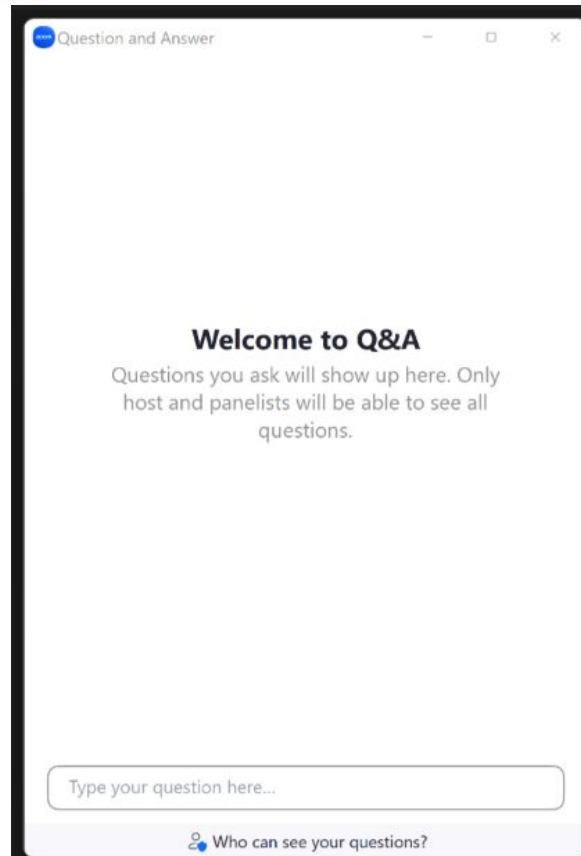 zoom
Question and Answer
Welcome to Q&A
Questions you ask will show up here. Only
host and panelists will be able to see all
questions.
Type your question here...
Who can see your questions?